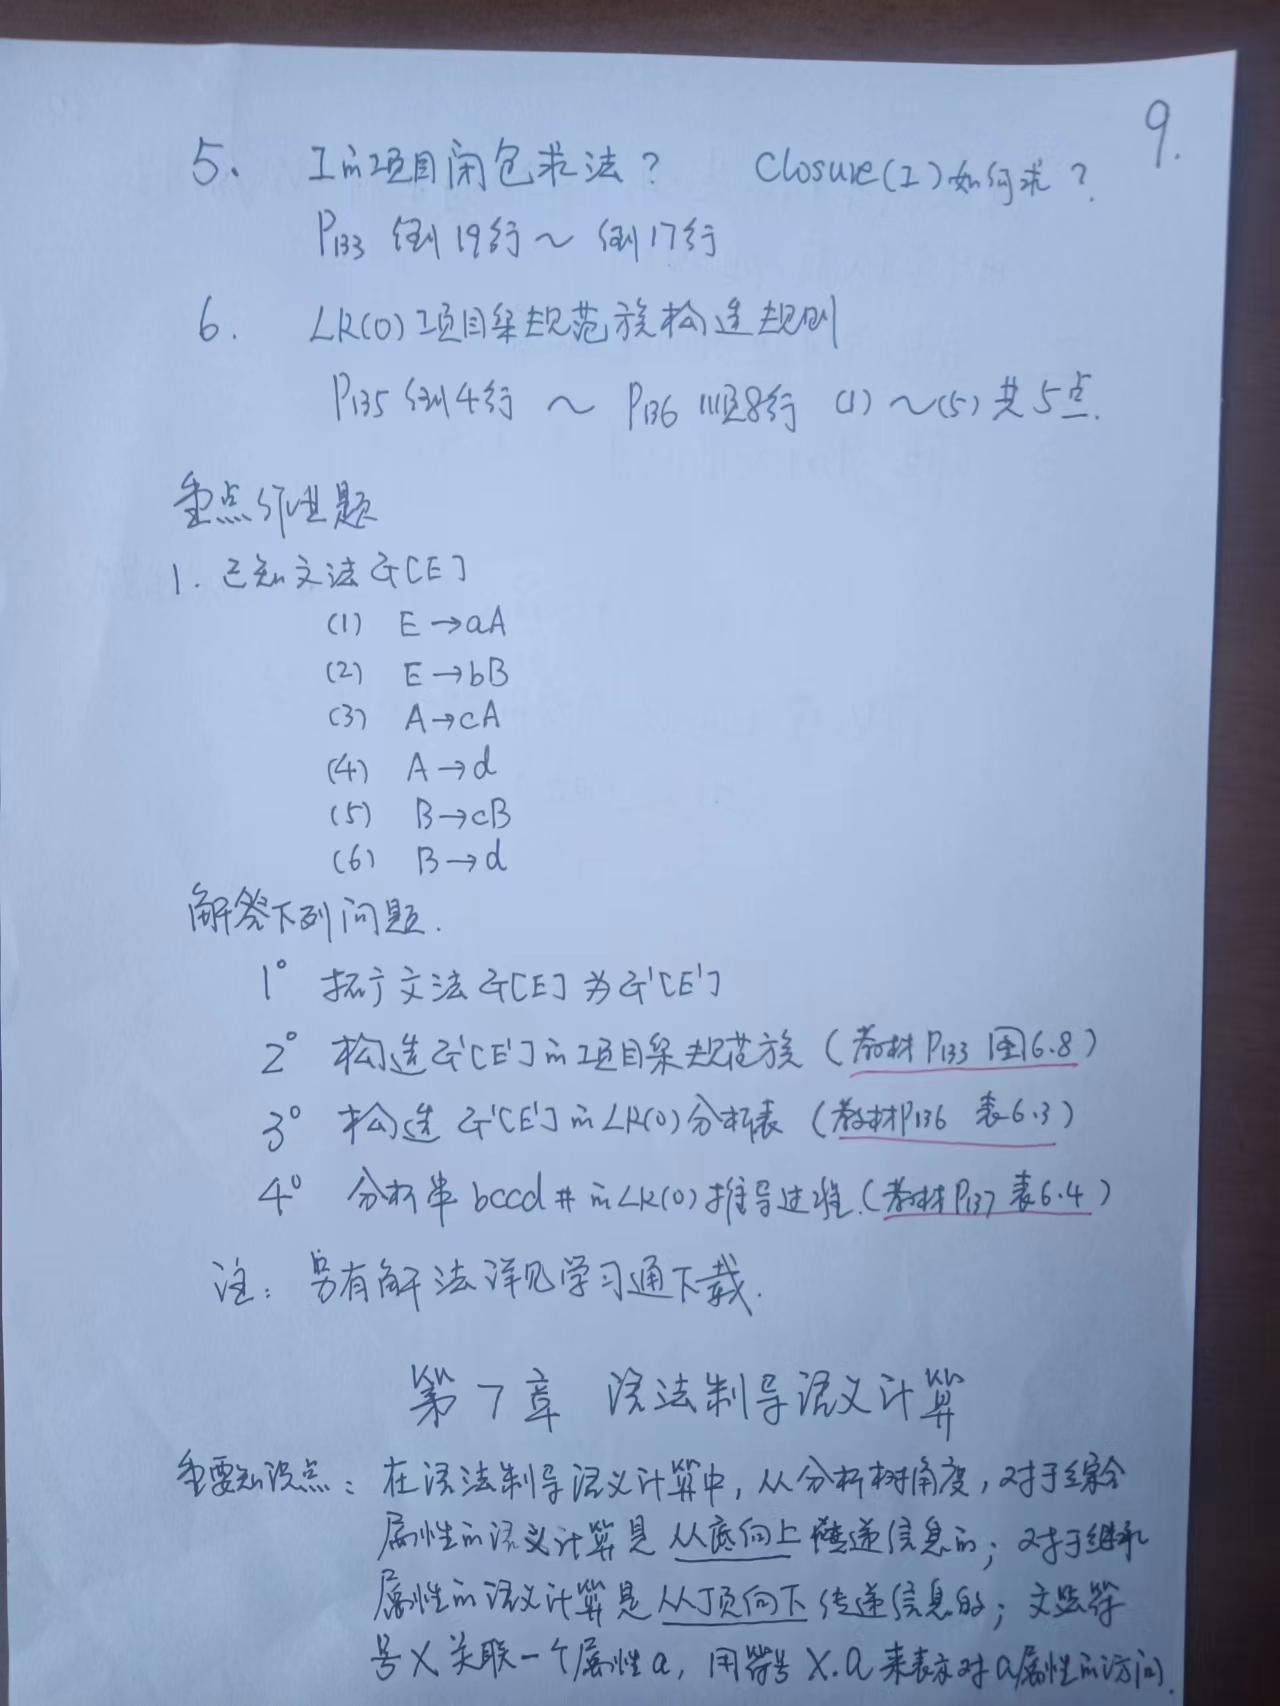 9.
5、 I的项目闭包求法? Closure(I)如何求?
P133 倒19行～倒17行
6. LR(0)项目集规范族构造规则
P135 倒4行 ～ P136 顺8行 (1)～(5)共5点.
重点作业题
1. 已知文法G[E]
(1) E→aA
(2) E→bB
(3) A→cA
(4) A→d
(5) B→cB
(6) B→d
解答下列问题.
1° 拓广文法G[E]为G'[E']
2° 构造G'[E']的项目集规范族(教材P133 图6.8)
3° 构造G'[E']的LR(0)分析表(教材P136 表6.3)
4° 分析串bccd#的LR(0)推导过程.(教材P137 表6.4)
注: 另有解法详见学习通下载.
第7章 语法制导语义计算
重要知识点: 在语法制导语义计算中,从分析树角度,对于综合
属性的语义计算是从底向上传递信息的;对于继承
属性的语义计算是从顶向下传递信息的;文法符
号X关联一个属性a,用符号X.a来表示对a属性的访问.